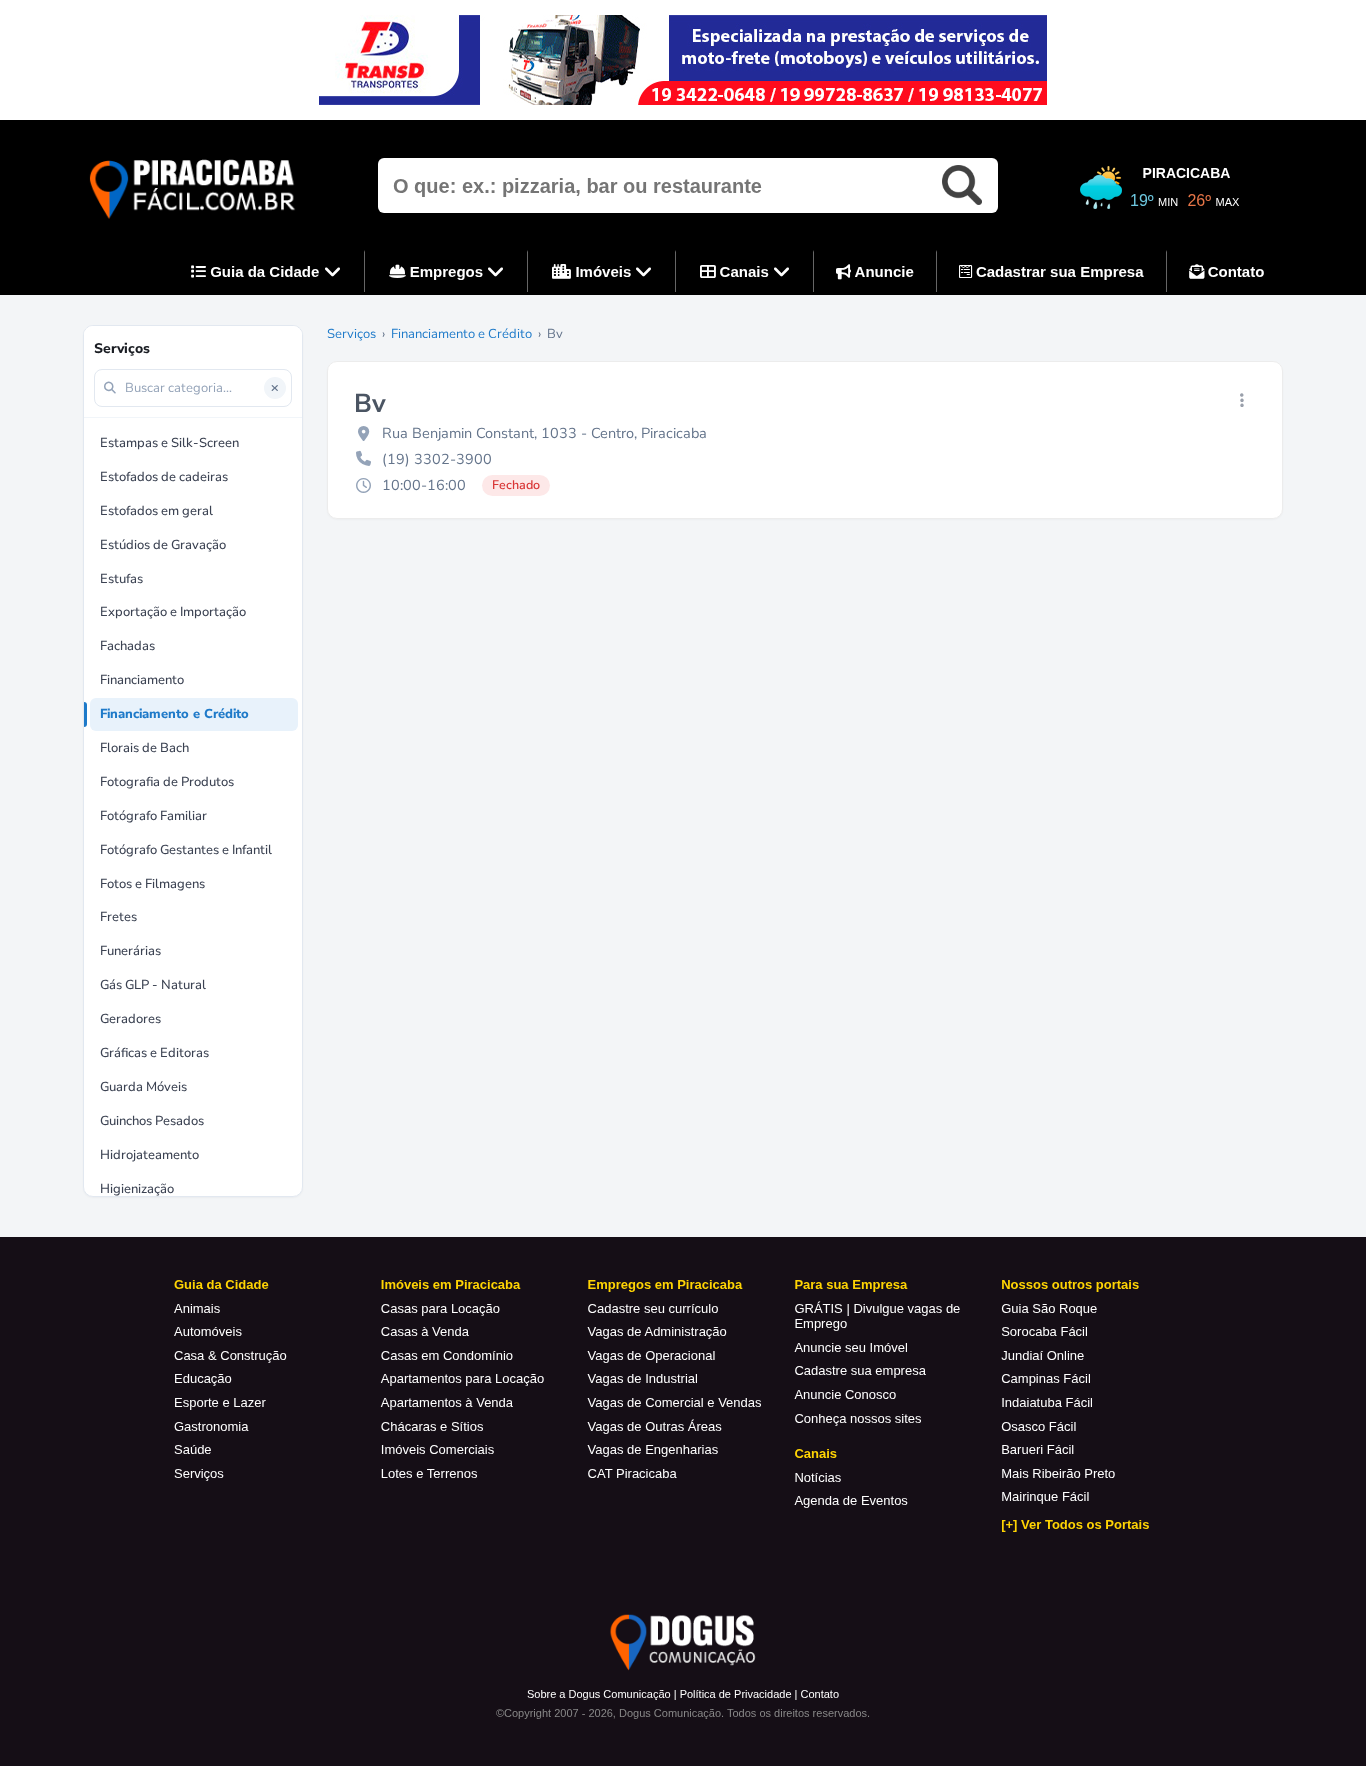 TD
TRANSD
TRANSPORTES
Especializada na prestação de serviços de
moto-frete (motoboys) e veículos utilitários.
19 3422-0648 / 19 99728-8637 / 19 98133-4077
PIRACICABA
FÁCIL.COM.BR
O que: ex.: pizzaria, bar ou restaurante
PIRACICABA
19º MIN 26º MAX
Guia da Cidade
Empregos
Imóveis
Canais
Anuncie
Cadastrar sua Empresa
Contato
Serviços
Buscar categoria...
Estampas e Silk-Screen
Estofados de cadeiras
Estofados em geral
Estúdios de Gravação
Estufas
Exportação e Importação
Fachadas
Financiamento
Financiamento e Crédito
Florais de Bach
Fotografia de Produtos
Fotógrafo Familiar
Fotógrafo Gestantes e Infantil
Fotos e Filmagens
Fretes
Funerárias
Gás GLP - Natural
Geradores
Gráficas e Editoras
Guarda Móveis
Guinchos Pesados
Hidrojateamento
Higienização
Serviços › Financiamento e Crédito › Bv
Bv
Rua Benjamin Constant, 1033 - Centro, Piracicaba
(19) 3302-3900
10:00-16:00 Fechado
Guia da Cidade
Animais
Automóveis
Casa & Construção
Educação
Esporte e Lazer
Gastronomia
Saúde
Serviços
Imóveis em Piracicaba
Casas para Locação
Casas à Venda
Casas em Condomínio
Apartamentos para Locação
Apartamentos à Venda
Chácaras e Sítios
Imóveis Comerciais
Lotes e Terrenos
Empregos em Piracicaba
Cadastre seu currículo
Vagas de Administração
Vagas de Operacional
Vagas de Industrial
Vagas de Comercial e Vendas
Vagas de Outras Áreas
Vagas de Engenharias
CAT Piracicaba
Para sua Empresa
GRÁTIS | Divulgue vagas de
Emprego
Anuncie seu Imóvel
Cadastre sua empresa
Anuncie Conosco
Conheça nossos sites
Canais
Notícias
Agenda de Eventos
Nossos outros portais
Guia São Roque
Sorocaba Fácil
Jundiaí Online
Campinas Fácil
Indaiatuba Fácil
Osasco Fácil
Barueri Fácil
Mais Ribeirão Preto
Mairinque Fácil
[+] Ver Todos os Portais
DOGUS
COMUNICAÇÃO
Sobre a Dogus Comunicação | Política de Privacidade | Contato
©Copyright 2007 - 2026, Dogus Comunicação. Todos os direitos reservados.